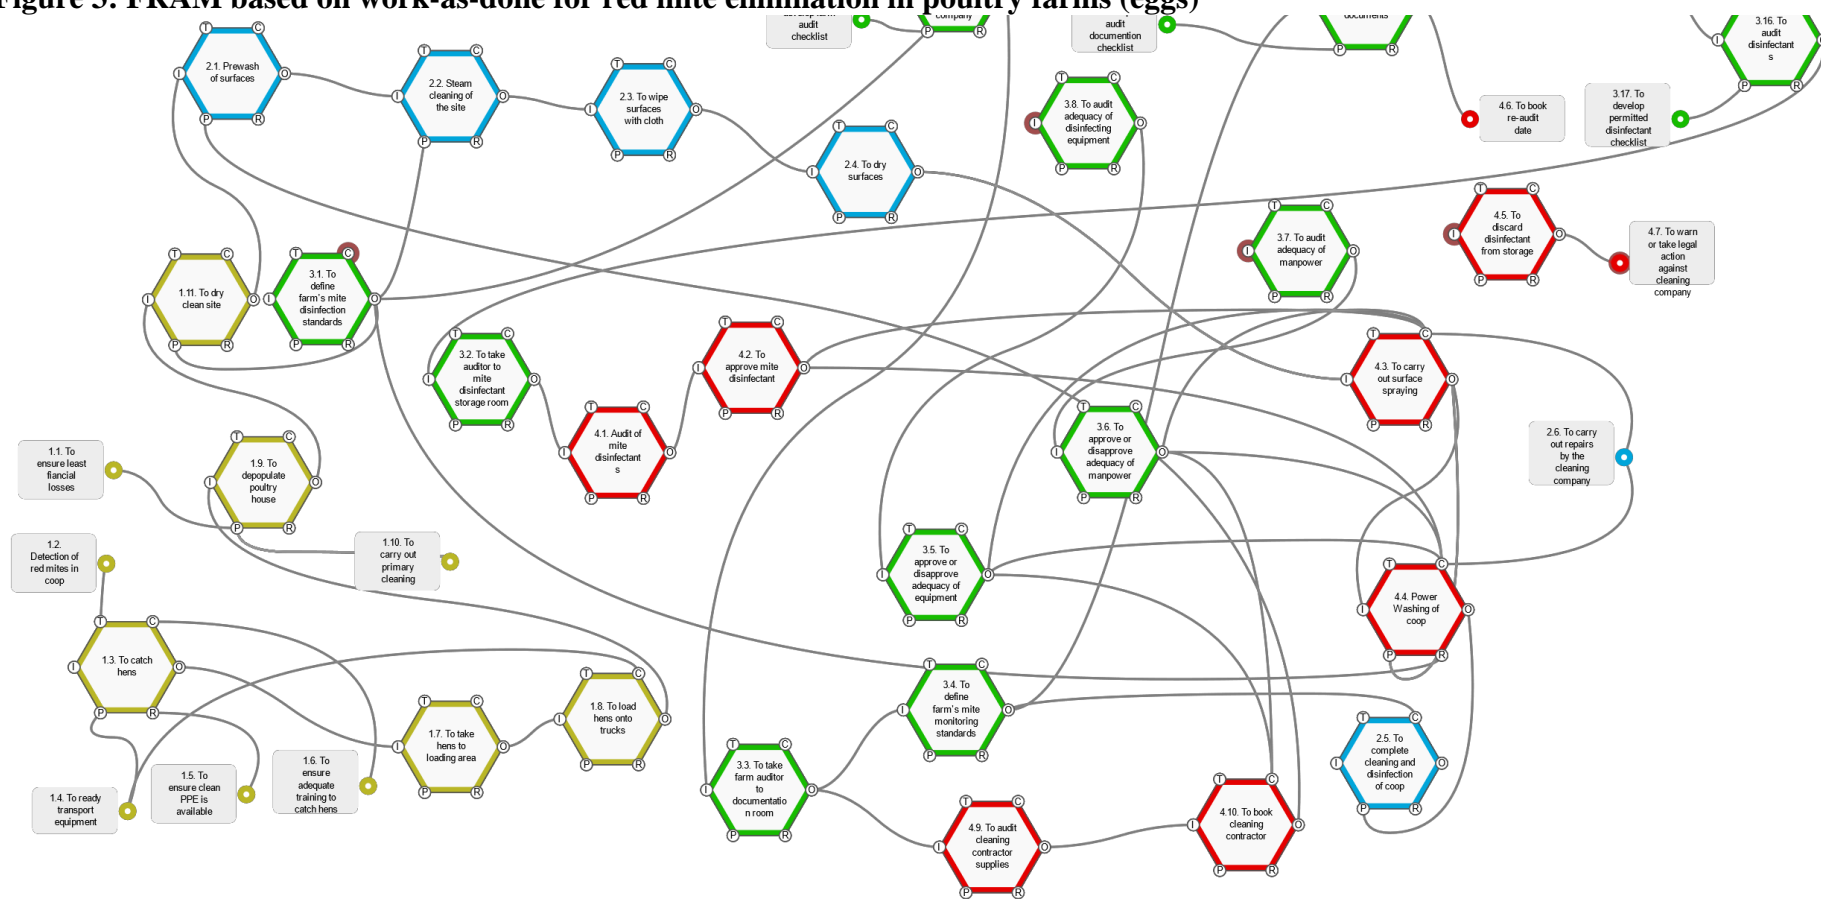 Figure 3: FRAM based on work-as-done for red mite elimination in poultry farms (eggs)
audit
checklist
company
audit
documention
checklist
documents
3.16. To
audit
disinfectant
s
2.1. Prewash
of surfaces
2.2. Steam
cleaning of
the site
2.3. To wipe
surfaces
with cloth
2.4. To dry
surfaces
3.8. To audit
adequacy of
disinfecting
equipment
4.6. To book
re-audit
date
3.17. To
develop
permitted
disinfectant
checklist
3.7. To audit
adequacy of
manpower
4.5. To
discard
disinfectant
from storage
4.7. To warn
or take legal
action
against
cleaning
company
1.11. To dry
clean site
3.1. To
define
farm's mite
disinfection
standards
3.2. To take
auditor to
mite
disinfectant
storage room
4.2. To
approve mite
disinfectant
4.3. To carry
out surface
spraying
4.1. Audit of
mite
disinfectant
s
3.6. To
approve or
disapprove
adequacy of
manpower
2.6. To carry
out repairs
by the
cleaning
company
1.1. To
ensure least
fiancial
losses
1.9. To
depopulate
poultry
house
1.2.
Detection of
red mites in
coop
1.10. To
carry out
primary
cleaning
3.5. To
approve or
disapprove
adequacy of
equipment
4.4. Power
Washing of
coop
1.3. To catch
hens
1.7. To take
hens to
loading area
1.8. To load
hens onto
trucks
3.4. To
define
farm's mite
monitoring
standards
2.5. To
complete
cleaning and
disinfection
of coop
1.4. To ready
transport
equipment
1.5. To
ensure clean
PPE is
available
1.6. To
ensure
adequate
training to
catch hens
3.3. To take
farm auditor
to
documentatio
n room
4.9. To audit
cleaning
contractor
supplies
4.10. To book
cleaning
contractor